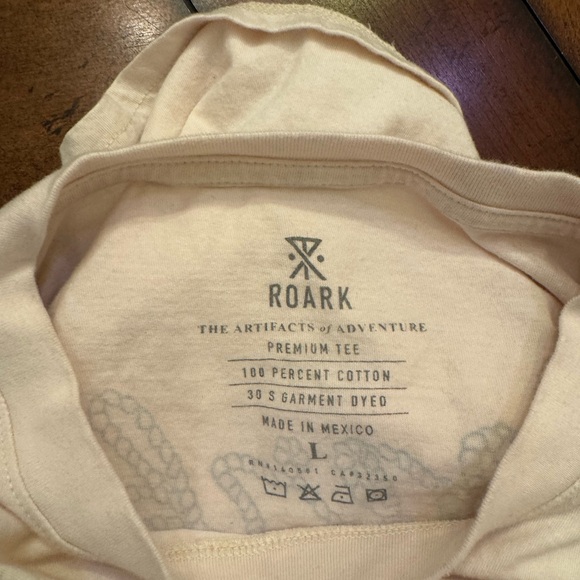 ROARK
THE ARTIFACTS of ADVENTURE
PREMIUM TEE
100 PERCENT COTTON
30 S GARMENT DYED
MADE IN MEXICO
L